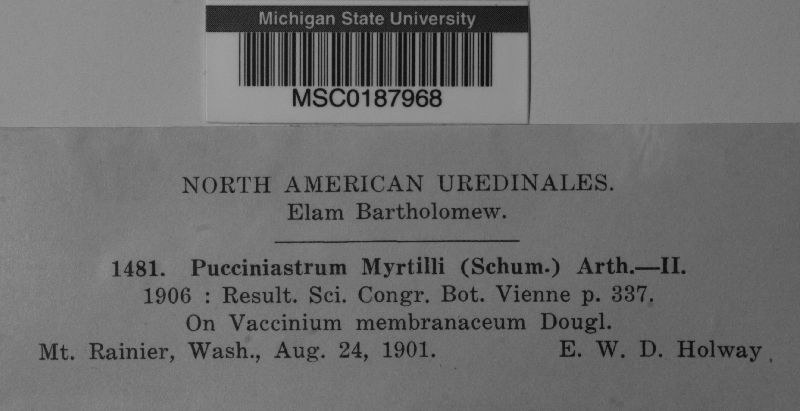 Michigan State University
MSC0187968
NORTH AMERICAN UREDINALES.
Elam Bartholomew.
1481. Pucciniastrum Myrtilli (Schum.) Arth.—II.
1906 : Result. Sci. Congr. Bot. Vienne p. 337.
On Vaccinium membranaceum Dougl.
Mt. Rainier, Wash., Aug. 24, 1901. E. W. D. Holway.